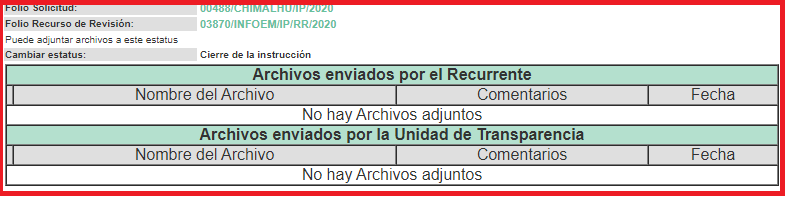 Folio Solicitud: 00488/CHIMALHU/IP/2020
Folio Recurso de Revisión: 03870/INFOEM/IP/RR/2020
Puede adjuntar archivos a este estatus
Cambiar estatus: Cierre de la instrucción
Archivos enviados por el Recurrente
Nombre del Archivo Comentarios Fecha
No hay Archivos adjuntos
Archivos enviados por la Unidad de Transparencia
Nombre del Archivo Comentarios Fecha
No hay Archivos adjuntos